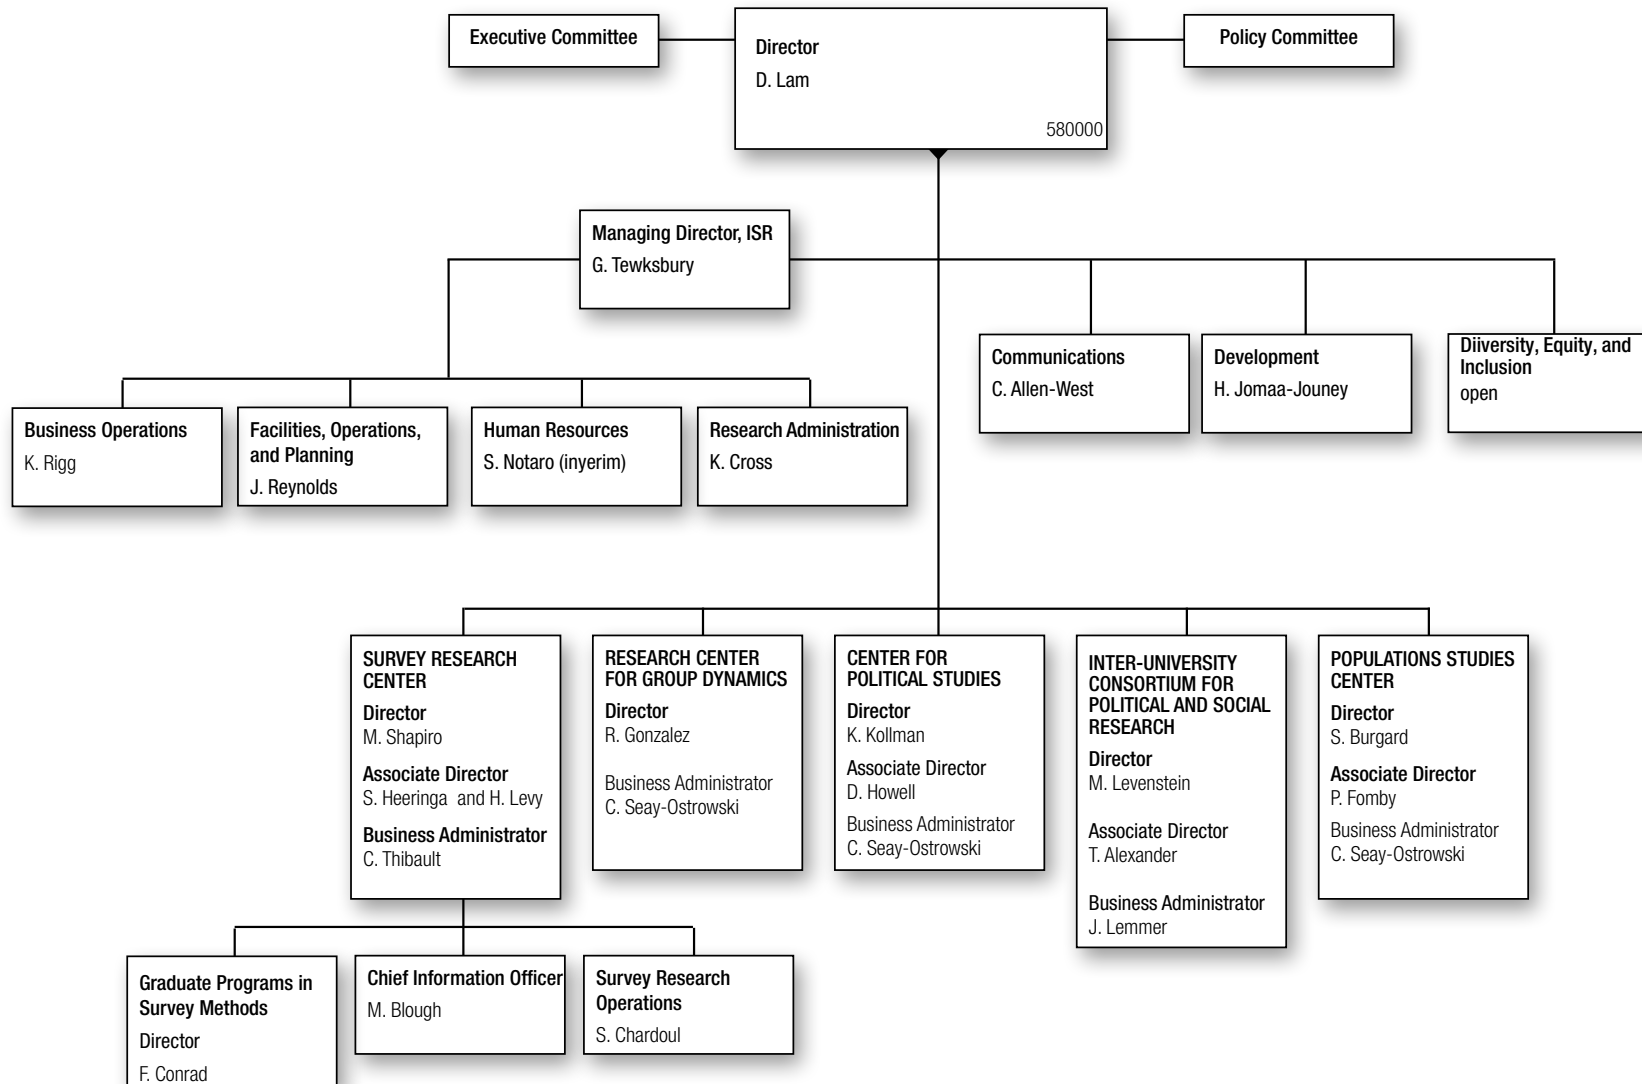 Executive Committee
Director
D. Lam
580000
Policy Committee
Managing Director, ISR
G. Tewksbury
Communications
C. Allen-West
Development
H. Jomaa-Jouney
Diiversity, Equity, and
Inclusion
open
Business Operations
K. Rigg
Facilities, Operations,
and Planning
J. Reynolds
Human Resources
S. Notaro (inyerim)
Research Administration
K. Cross
SURVEY RESEARCH
CENTER
Director
M. Shapiro
Associate Director
S. Heeringa and H. Levy
Business Administrator
C. Thibault
RESEARCH CENTER
FOR GROUP DYNAMICS
Director
R. Gonzalez
Business Administrator
C. Seay-Ostrowski
CENTER FOR
POLITICAL STUDIES
Director
K. Kollman
Associate Director
D. Howell
Business Administrator
C. Seay-Ostrowski
INTER-UNIVERSITY
CONSORTIUM FOR
POLITICAL AND SOCIAL
RESEARCH
Director
M. Levenstein
Associate Director
T. Alexander
Business Administrator
J. Lemmer
POPULATIONS STUDIES
CENTER
Director
S. Burgard
Associate Director
P. Fomby
Business Administrator
C. Seay-Ostrowski
Graduate Programs in
Survey Methods
Director
F. Conrad
Chief Information Officer
M. Blough
Survey Research
Operations
S. Chardoul